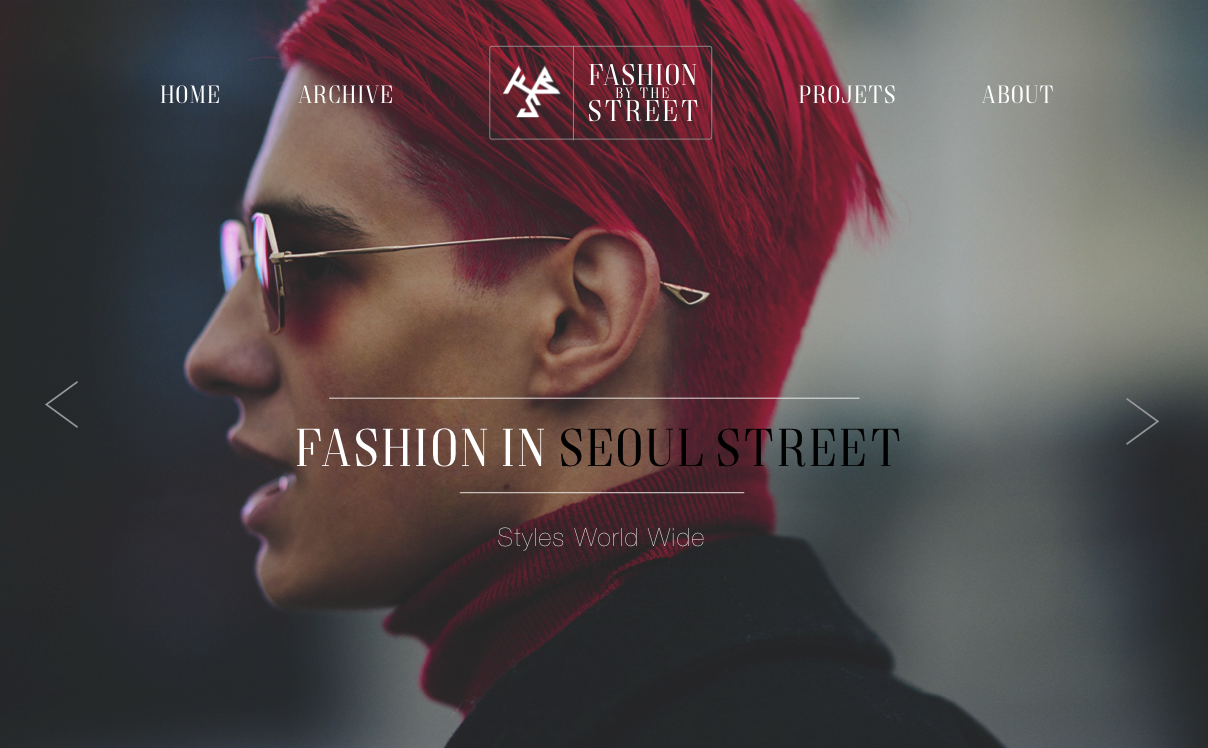 HOME
ARCHIVE
FASHION
BY THE
STREET
PROJETS
ABOUT
FASHION IN SEOUL STREET
Styles World Wide